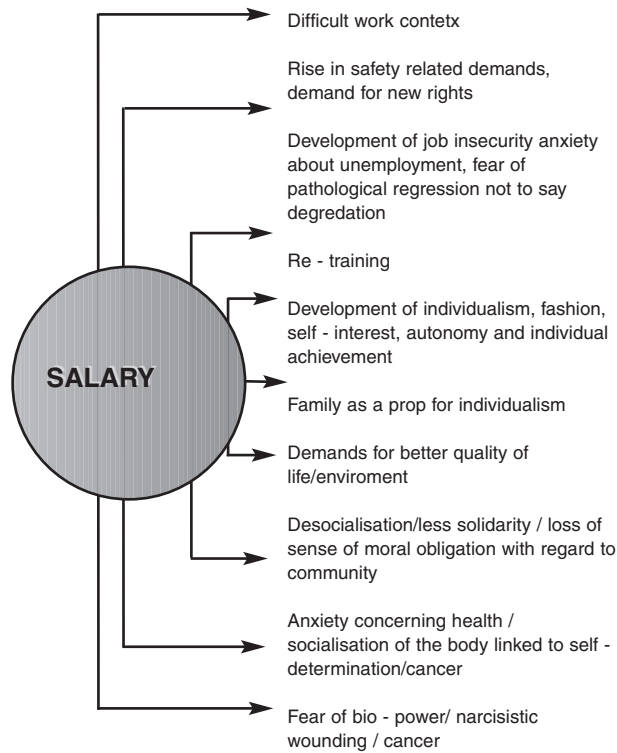 Difficult work contetx
Rise in safety related demands,
demand for new rights
Development of job insecurity anxiety
about unemployment, fear of
pathological regression not to say
degredation
Re - training
Development of individualism, fashion,
self - interest, autonomy and individual
achievement
SALARY
Family as a prop for individualism
Demands for better quality of
life/enviroment
Desocialisation/less solidarity / loss of
sense of moral obligation with regard to
community
Anxiety concerning health /
socialisation of the body linked to self -
determination/cancer
Fear of bio - power/ narcisistic
wounding / cancer